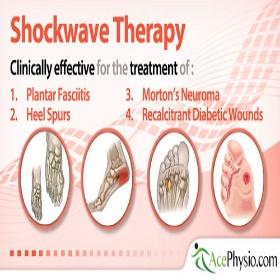 Shockwave Therapy
Clinically effective for the treatment of :
1. Plantar Fasciitis
2. Heel Spurs
3. Morton's Neuroma
4. Recalcitrant Diabetic Wounds
AcePhysio.com